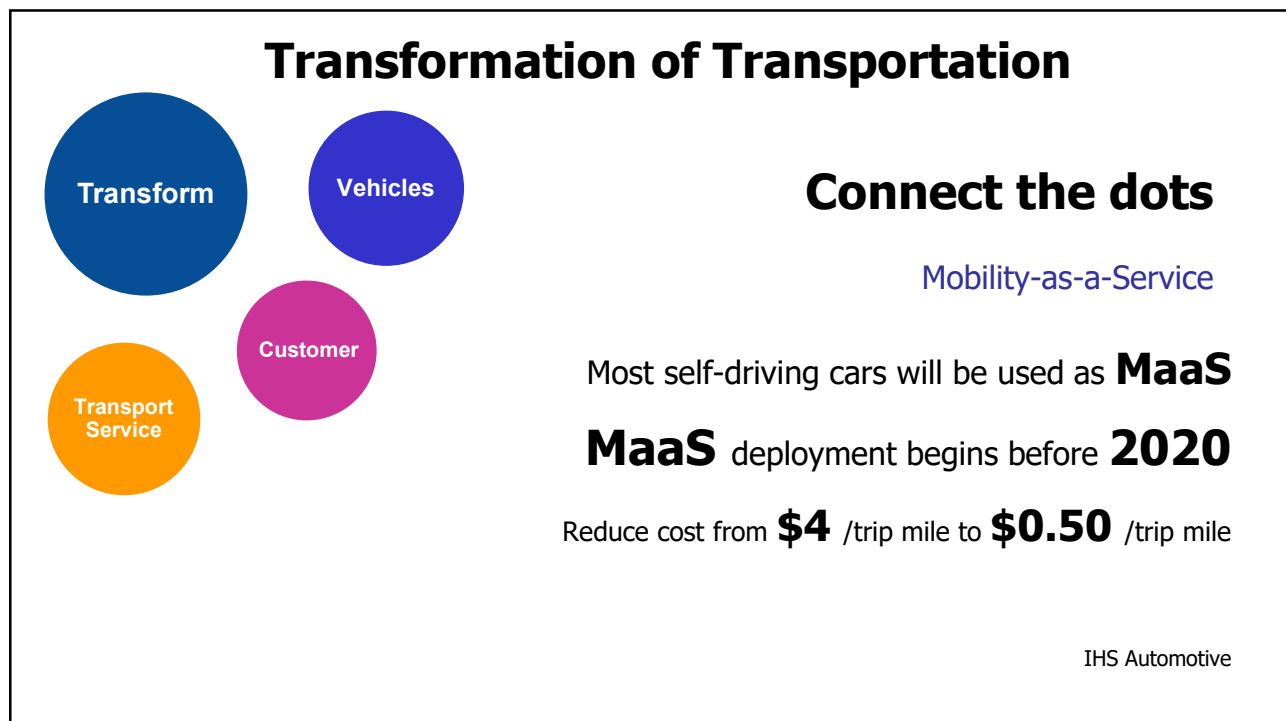 Transformation of Transportation
Transform
Vehicles
Customer
Transport
Service
Connect the dots
Mobility-as-a-Service
Most self-driving cars will be used as MaaS
MaaS deployment begins before 2020
Reduce cost from $4 /trip mile to $0.50 /trip mile
IHS Automotive